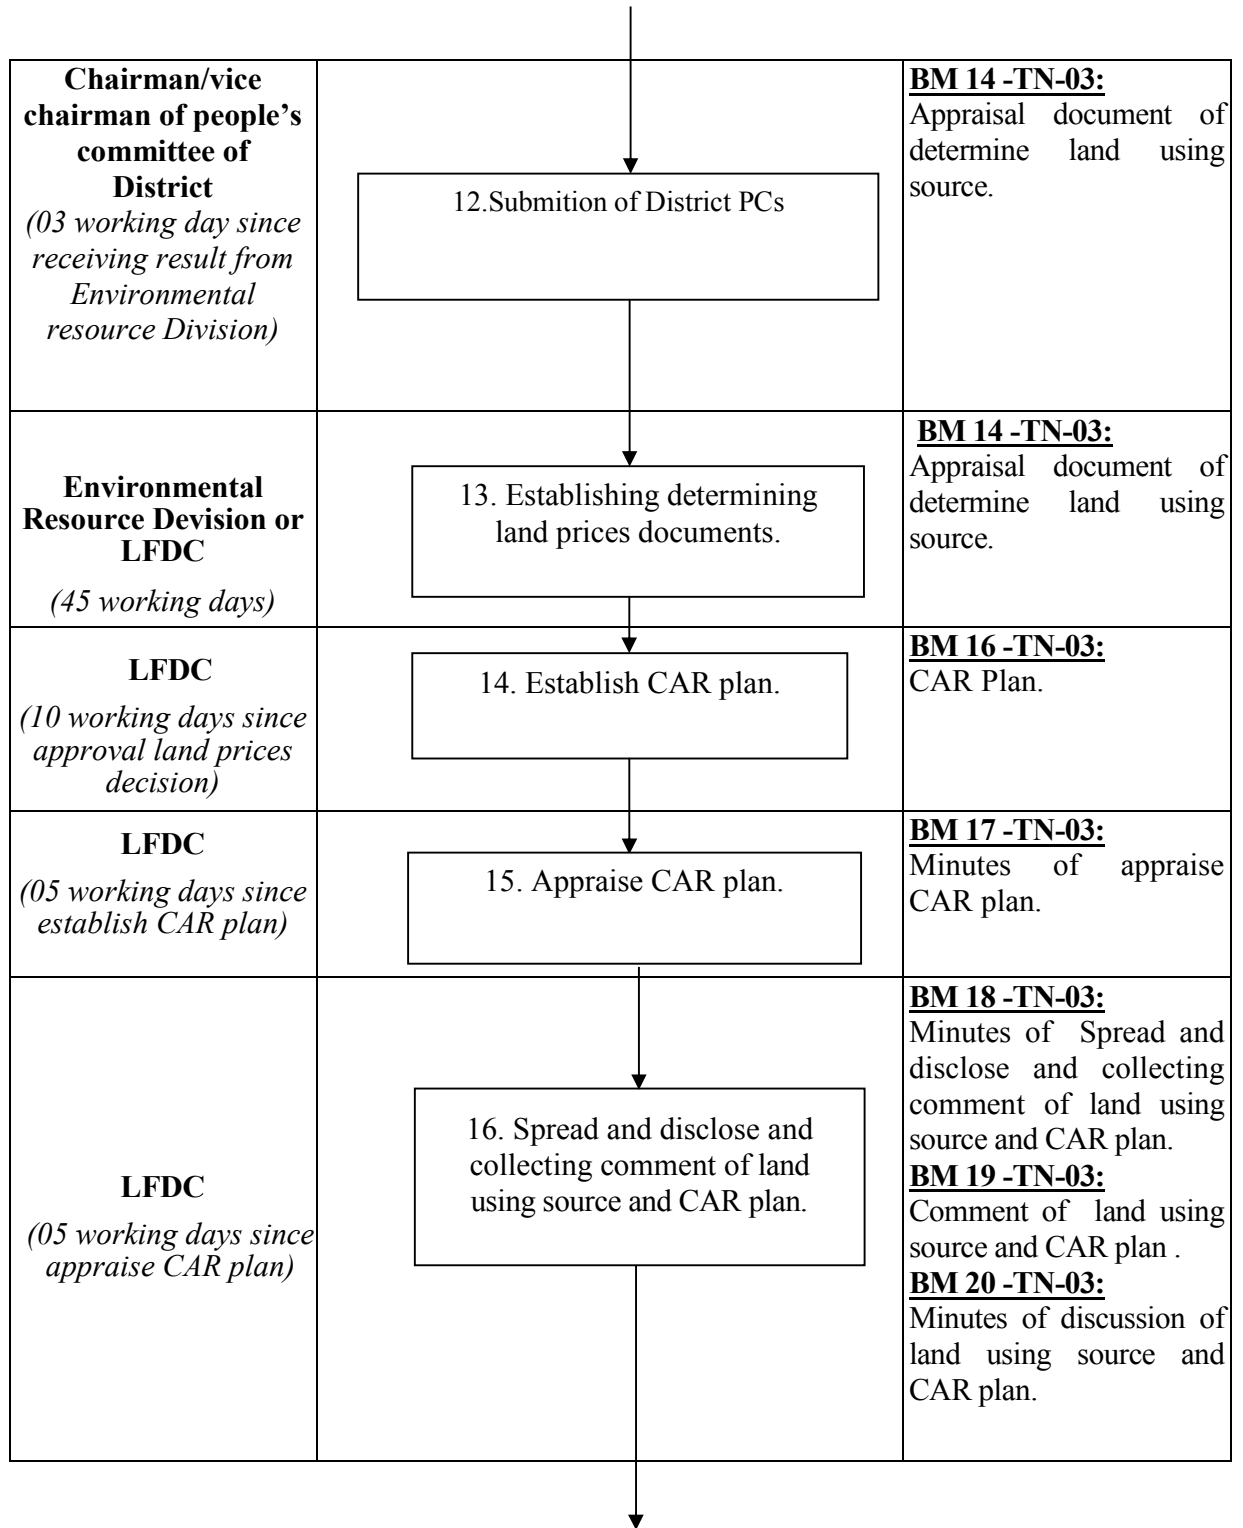 Chairman/vice
chairman of people's
committee of
District
(03 working day since
receiving result from
Environmental
resource Division)
12.Submition of District PCs
BM 14 -TN-03:
Appraisal document of
determine land using
source.
Environmental
Resource Devision or
LFDC
(45 working days)
13. Establishing determining
land prices documents.
BM 14 -TN-03:
Appraisal document of
determine land using
source.
LFDC
(10 working days since
approval land prices
decision)
14. Establish CAR plan.
BM 16 -TN-03:
CAR Plan.
LFDC
(05 working days since
establish CAR plan)
15. Appraise CAR plan.
BM 17 -TN-03:
Minutes of appraise
CAR plan.
LFDC
(05 working days since
appraise CAR plan)
16. Spread and disclose and
collecting comment of land
using source and CAR plan.
BM 18 -TN-03:
Minutes of Spread and
disclose and collecting
comment of land using
source and CAR plan.
BM 19 -TN-03:
Comment of land using
source and CAR plan .
BM 20 -TN-03:
Minutes of discussion of
land using source and
CAR plan.